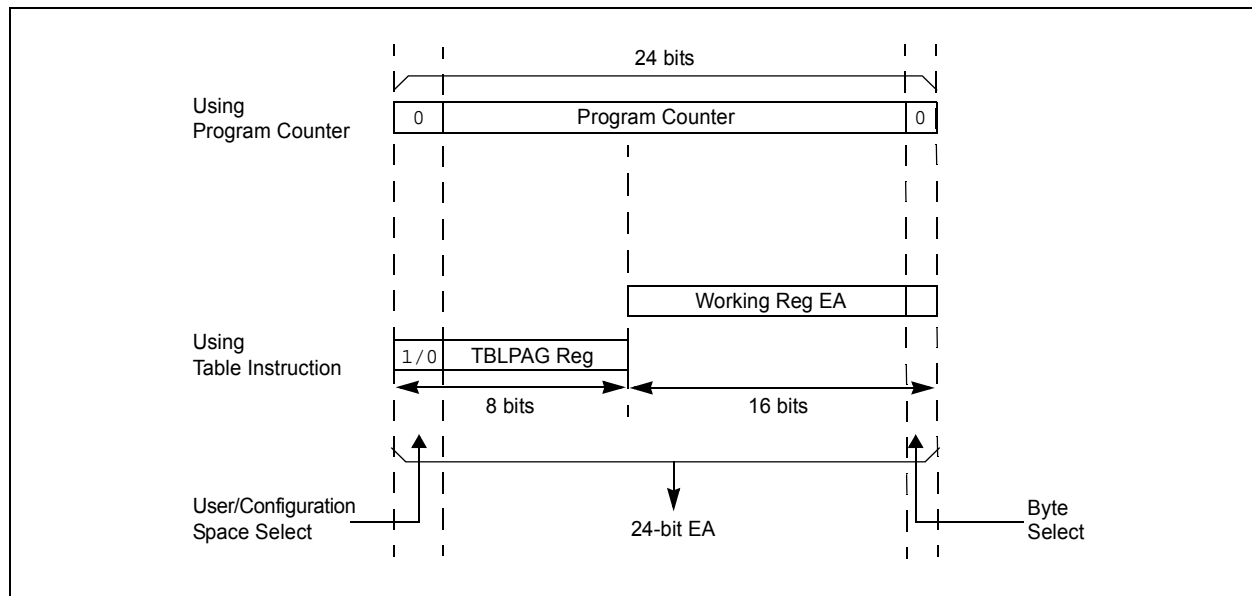 24 bits
Using
Program Counter
0
Program Counter
0
Working Reg EA
Using
Table Instruction
1/0
TBLPAG Reg
8 bits
16 bits
User/Configuration
Space Select
24-bit EA
Byte
Select